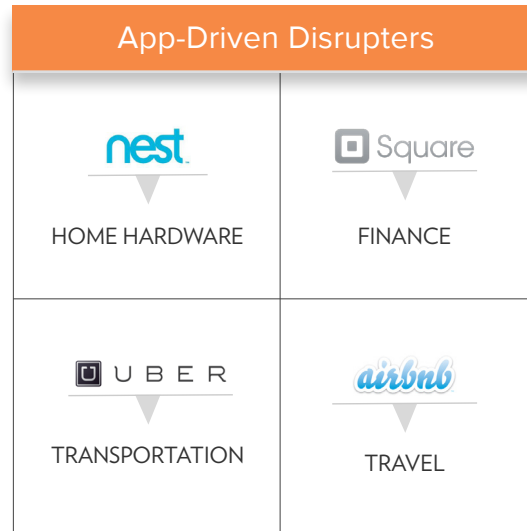 App-Driven Disrupters
nest
Square
HOME HARDWARE
FINANCE
UBER
airbnb
TRANSPORTATION
TRAVEL